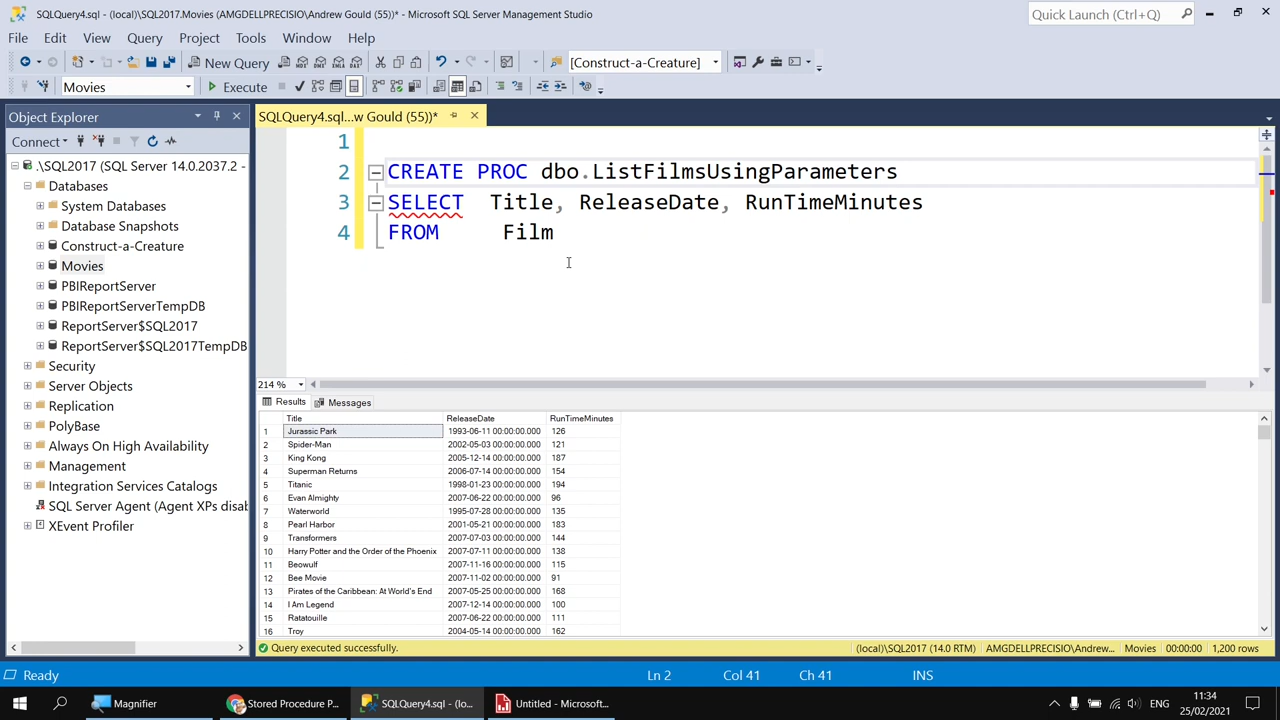 SQLQuery4.sql - (local)\SQL2017.Movies (AMGDELLPRECISIO\Andrew Gould (55))* - Microsoft SQL Server Management Studio
Quick Launch (Ctrl+Q)
File Edit View Query Project Tools Window Help
New Query
[Construct-a-Creature]
Movies
Execute
Object Explorer
SQLQuery4.sql...w Gould (55))*
Connect
.\SQL2017 (SQL Server 14.0.2037.2 -
Databases
System Databases
Database Snapshots
Construct-a-Creature
Movies
PBIReportServer
PBIReportServerTempDB
ReportServer$SQL2017
ReportServer$SQL2017TempDB
Security
Server Objects
Replication
PolyBase
Always On High Availability
Management
Integration Services Catalogs
SQL Server Agent (Agent XPs disab
XEvent Profiler
1
2 CREATE PROC dbo.ListFilmsUsingParameters
3 SELECT Title, ReleaseDate, RunTimeMinutes
4 FROM Film
214 %
Results Messages
Title ReleaseDate RunTimeMinutes
1 Jurassic Park 1993-06-11 00:00:00.000 126
2 Spider-Man 2002-05-03 00:00:00.000 121
3 King Kong 2005-12-14 00:00:00.000 187
4 Superman Returns 2006-07-14 00:00:00.000 154
5 Titanic 1998-01-23 00:00:00.000 194
6 Evan Almighty 2007-06-22 00:00:00.000 96
7 Waterworld 1995-07-28 00:00:00.000 135
8 Pearl Harbor 2001-05-21 00:00:00.000 183
9 Transformers 2007-07-03 00:00:00.000 144
10 Harry Potter and the Order of the Phoenix 2007-07-11 00:00:00.000 138
11 Beowulf 2007-11-16 00:00:00.000 115
12 Bee Movie 2007-11-02 00:00:00.000 91
13 Pirates of the Caribbean: At World's End 2007-05-25 00:00:00.000 168
14 I Am Legend 2007-12-14 00:00:00.000 100
15 Ratatouille 2007-06-22 00:00:00.000 111
16 Troy 2004-05-14 00:00:00.000 162
Query executed successfully.
(local)\SQL2017 (14.0 RTM) AMGDELLPRECISIO\Andrew... Movies 00:00:00 1,200 rows
Ready
Ln 2 Col 41 Ch 41 INS
Magnifier
Stored Procedure P...
SQLQuery4.sql - (lo...
Untitled - Microsoft...
ENG
11:34
25/02/2021